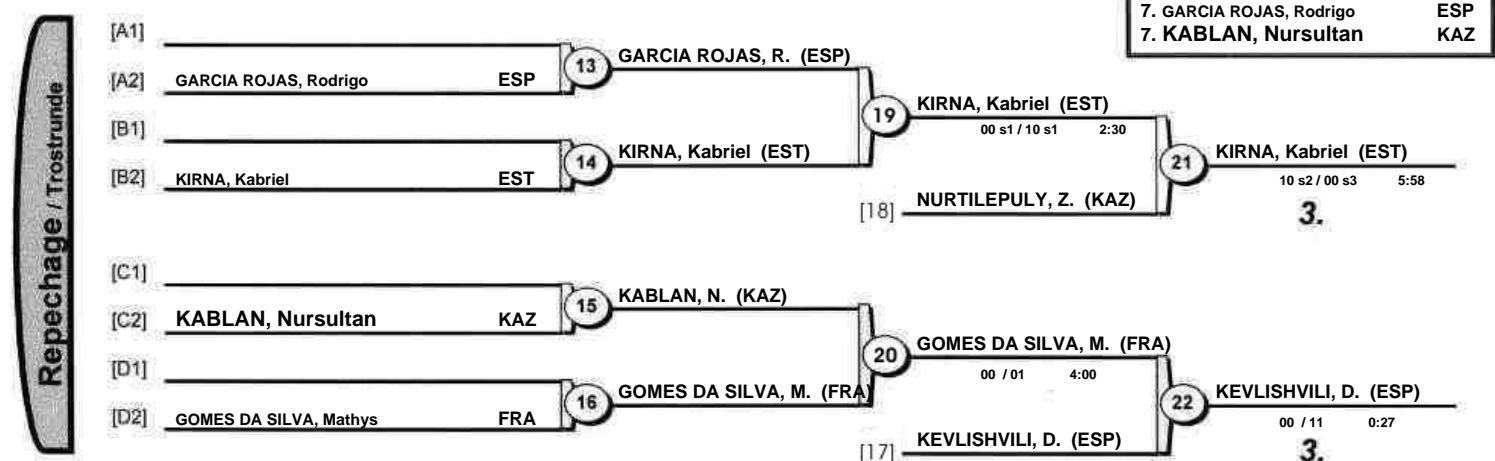 7. GARCIA ROJAS, Rodrigo ESP
7. KABLAN, Nursultan KAZ
Repechage / Trostrunde
[A1]
GARCIA ROJAS, R. (ESP)
13
[A2] GARCIA ROJAS, Rodrigo ESP
KIRNA, Kabriel (EST)
19
00 s1 / 10 s1 2:30
[B1]
KIRNA, Kabriel (EST)
14
[B2] KIRNA, Kabriel EST
KIRNA, Kabriel (EST)
21
10 s2 / 00 s3 5:58
[18] NURTILEPULY, Z. (KAZ)
3.
[C1]
KABLAN, N. (KAZ)
15
[C2] KABLAN, Nursultan KAZ
GOMES DA SILVA, M. (FRA)
20
00 / 01 4:00
[D1]
GOMES DA SILVA, M. (FRA)
16
[D2] GOMES DA SILVA, Mathys FRA
KEVLISHVILI, D. (ESP)
22
00 / 11 0:27
[17] KEVLISHVILI, D. (ESP)
3.